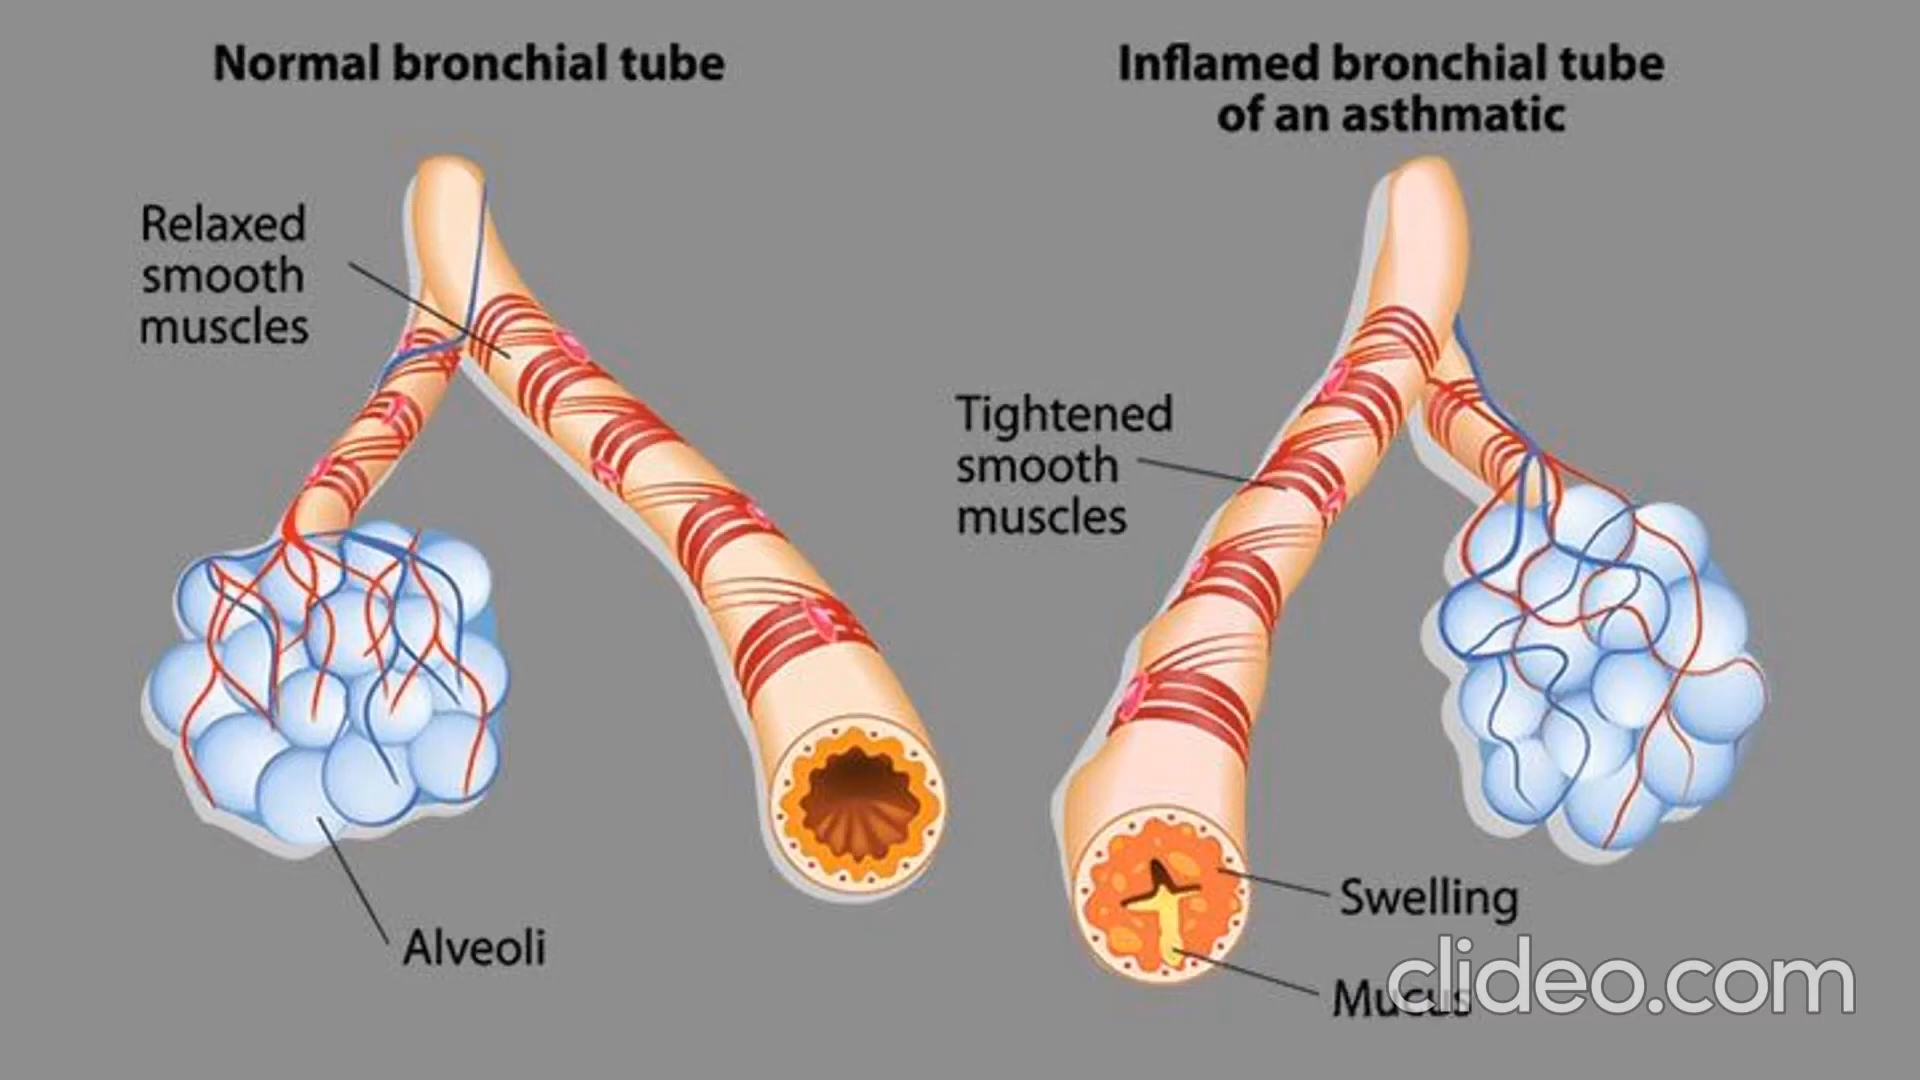 Normal bronchial tube
Inflamed bronchial tube
of an asthmatic
Relaxed
smooth
muscles
Tightened
smooth
muscles
Alveoli
Swelling
Mucus
clideo.com